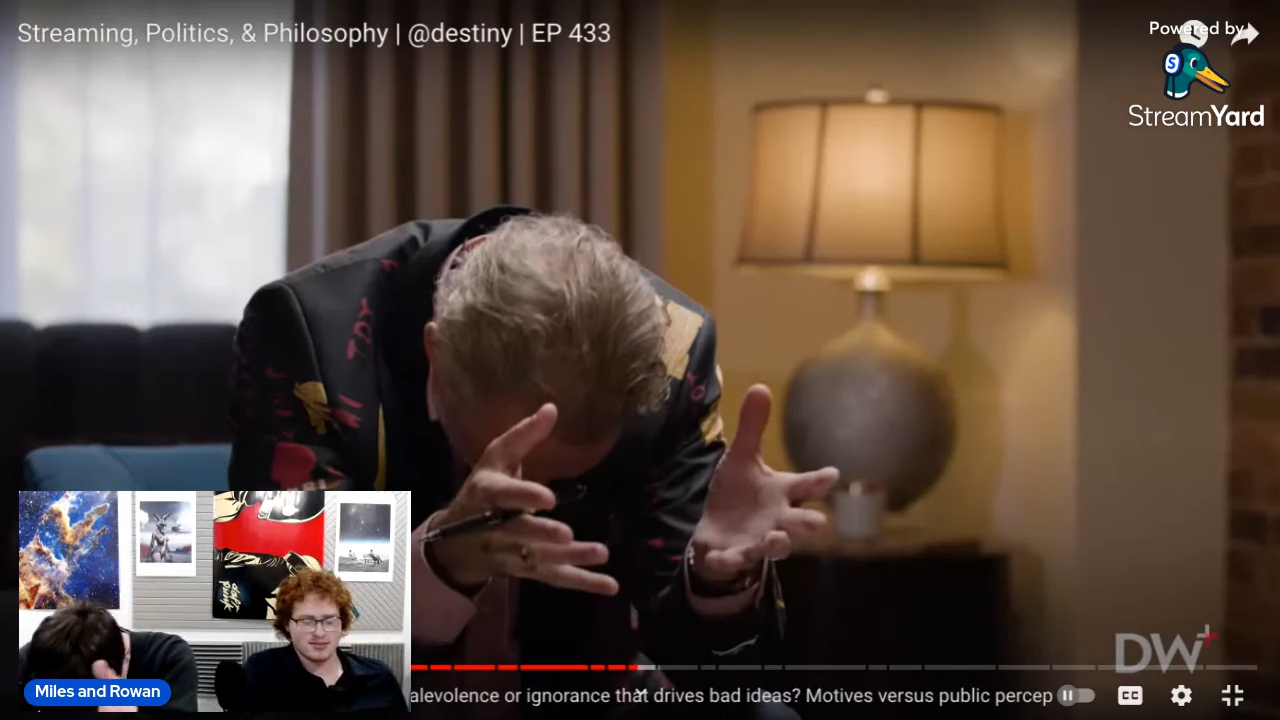 Streaming, Politics, & Philosophy | @destiny | EP 433
Powered by
S
StreamYard
DW+
Miles and Rowan
alevolence or ignorance that drives bad ideas? Motives versus public percep
CC